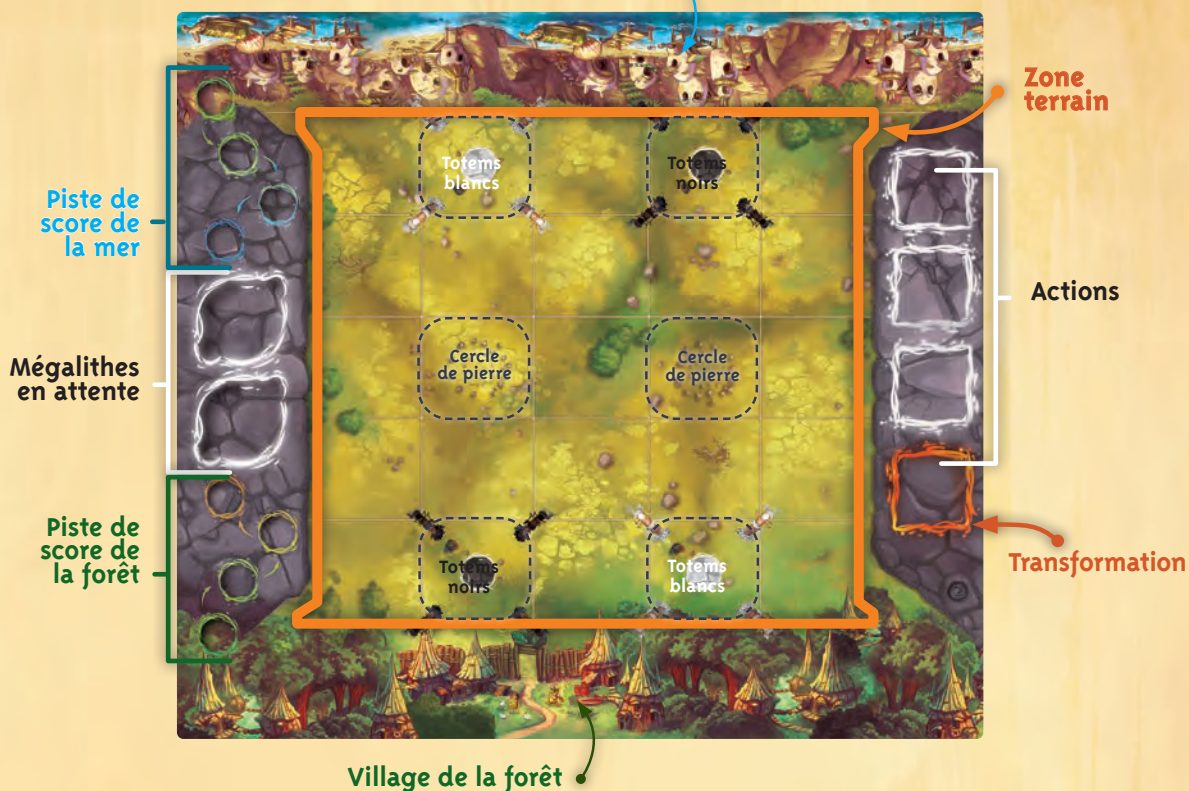 Zone
terrain
Totems
blancs
Totems
noirs
Piste de
score de
la mer
Actions
Mégalithes
en attente
Cercle
de pierre
Cercle
de pierre
Piste de
score de
la forêt
Totems
noirs
Totems
blancs
Transformation
Village de la forêt